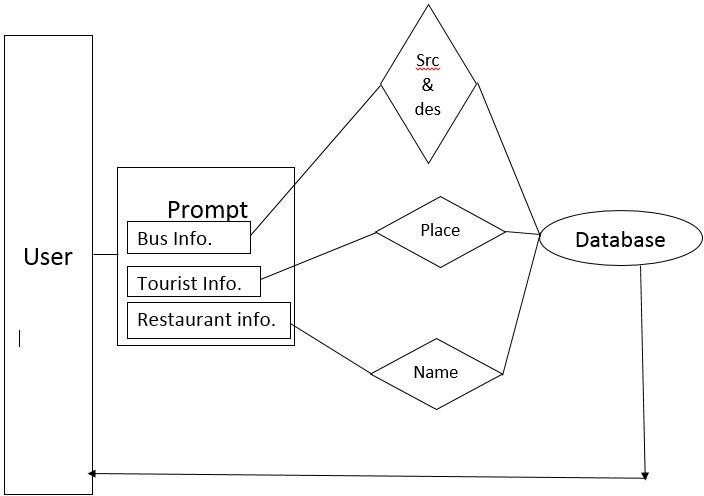 Src
&
des
Prompt
Bus Info.
User
Place
Database
Tourist Info.
Restaurant info.
Name